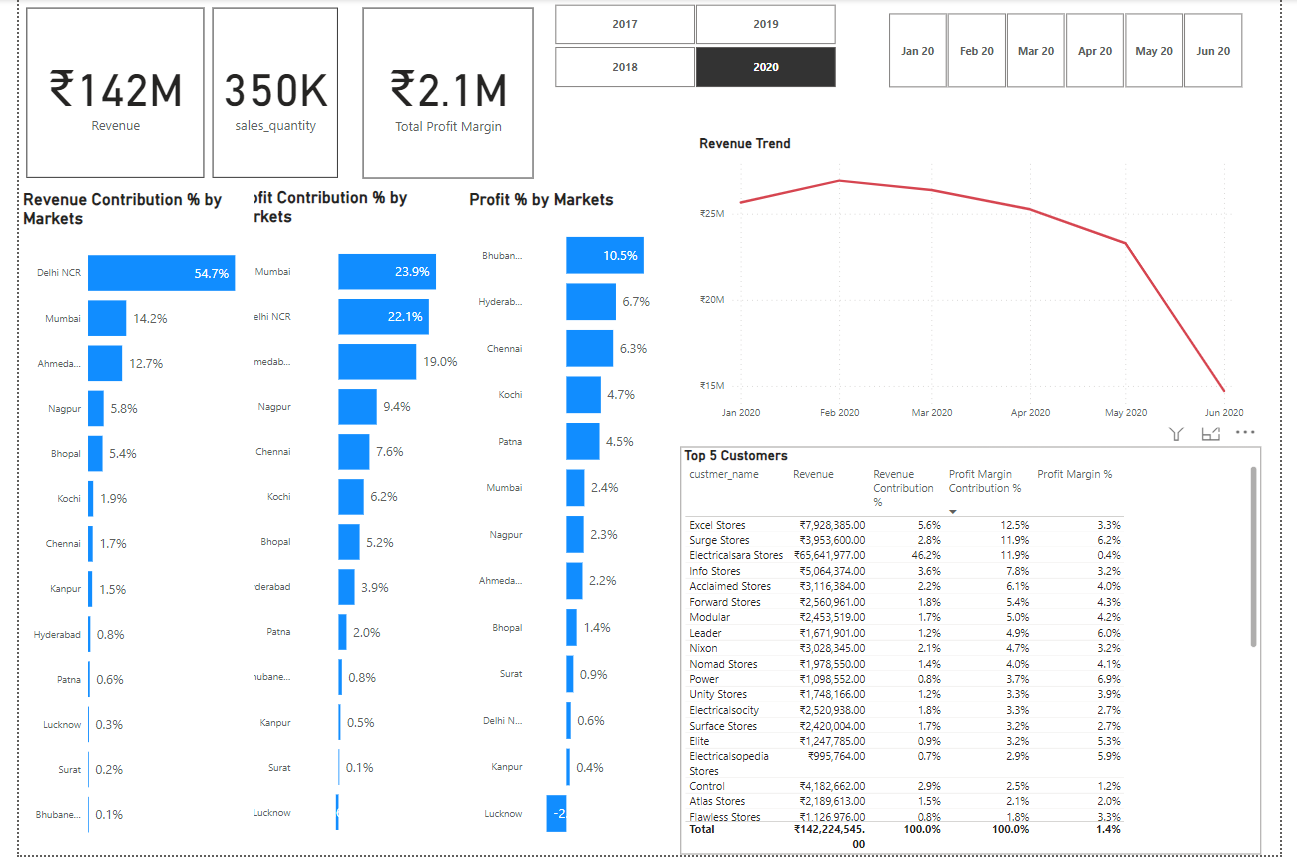 ₹142M
Revenue
350K
sales_quantity
₹2.1M
Total Profit Margin
2017
2019
2018
2020
Jan 20
Feb 20
Mar 20
Apr 20
May 20
Jun 20
Revenue Contribution % by
Markets
Delhi NCR 54.7%
Mumbai 14.2%
Ahmeda... 12.7%
Nagpur 5.8%
Bhopal 5.4%
Kochi 1.9%
Chennai 1.7%
Kanpur 1.5%
Hyderabad 0.8%
Patna 0.6%
Lucknow 0.3%
Surat 0.2%
Bhubane... 0.1%
ofit Contribution % by
rkets
Mumbai 23.9%
elhi NCR 22.1%
medab... 19.0%
Nagpur 9.4%
Chennai 7.6%
Kochi 6.2%
Bhopal 5.2%
derabad 3.9%
Patna 2.0%
ubane... 0.8%
Kanpur 0.5%
Surat 0.1%
Lucknow
Profit % by Markets
Bhuban... 10.5%
Hyderab... 6.7%
Chennai 6.3%
Kochi 4.7%
Patna 4.5%
Mumbai 2.4%
Nagpur 2.3%
Ahmeda... 2.2%
Bhopal 1.4%
Surat 0.9%
Delhi N... 0.6%
Kanpur 0.4%
Lucknow -2
Revenue Trend
₹25M
₹20M
₹15M
Jan 2020
Feb 2020
Mar 2020
Apr 2020
May 2020
Jun 2020
Top 5 Customers
custmer_name Revenue Revenue Profit Margin Profit Margin %
Contribution Contribution %
%
Excel Stores ₹7,928,385.00 5.6% 12.5% 3.3%
Surge Stores ₹3,953,600.00 2.8% 11.9% 6.2%
Electricalsara Stores ₹65,641,977.00 46.2% 11.9% 0.4%
Info Stores ₹5,064,374.00 3.6% 7.8% 3.2%
Acclaimed Stores ₹3,116,384.00 2.2% 6.1% 4.0%
Forward Stores ₹2,560,961.00 1.8% 5.4% 4.3%
Modular ₹2,453,519.00 1.7% 5.0% 4.2%
Leader ₹1,671,901.00 1.2% 4.9% 6.0%
Nixon ₹3,028,345.00 2.1% 4.7% 3.2%
Nomad Stores ₹1,978,550.00 1.4% 4.0% 4.1%
Power ₹1,098,552.00 0.8% 3.7% 6.9%
Unity Stores ₹1,748,166.00 1.2% 3.3% 3.9%
Electricalsocity ₹2,520,938.00 1.8% 3.3% 2.7%
Surface Stores ₹2,420,004.00 1.7% 3.2% 2.7%
Elite ₹1,247,785.00 0.9% 3.2% 5.3%
Electricalsopedia ₹995,764.00 0.7% 2.9% 5.9%
Stores
Control ₹4,182,662.00 2.9% 2.5% 1.2%
Atlas Stores ₹2,189,613.00 1.5% 2.1% 2.0%
Flawless Stores ₹1,126,976.00 0.8% 1.8% 3.3%
Total ₹142,224,545. 100.0% 100.0% 1.4%
00